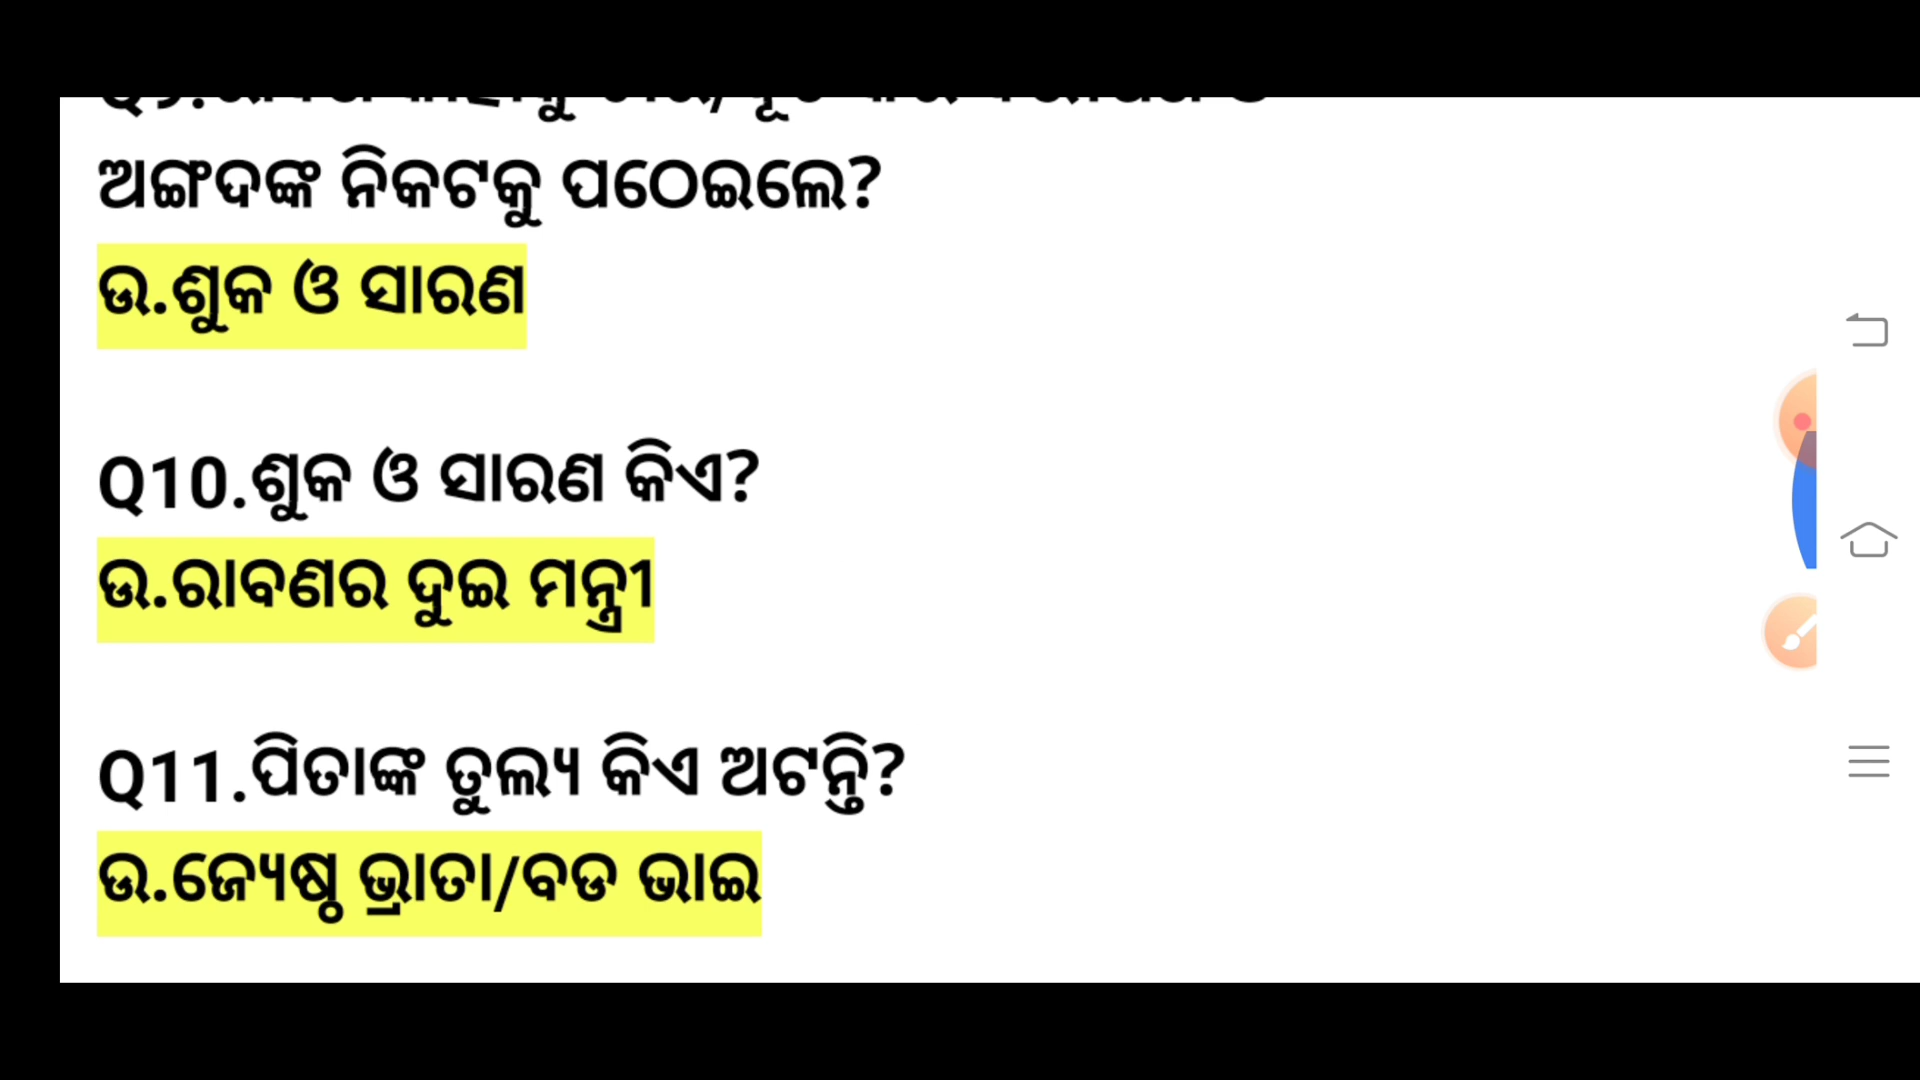 ଅଙ୍ଗଦଙ୍କ ନିକଟକୁ ପଠେଇଲେ?
ଉ.ଶୁକ ଓ ସାରଣ
Q10.ଶୁକ ଓ ସାରଣ କିଏ?
ଉ.ରାବଣର ଦୁଇ ମନ୍ତ୍ରୀ
Q11.ପିତାଙ୍କ ତୁଲ୍ୟ କିଏ ଅଟନ୍ତି?
ଉ.ଜ୍ୟେଷ୍ଠ ଭ୍ରାତା/ବଡ ଭାଇ